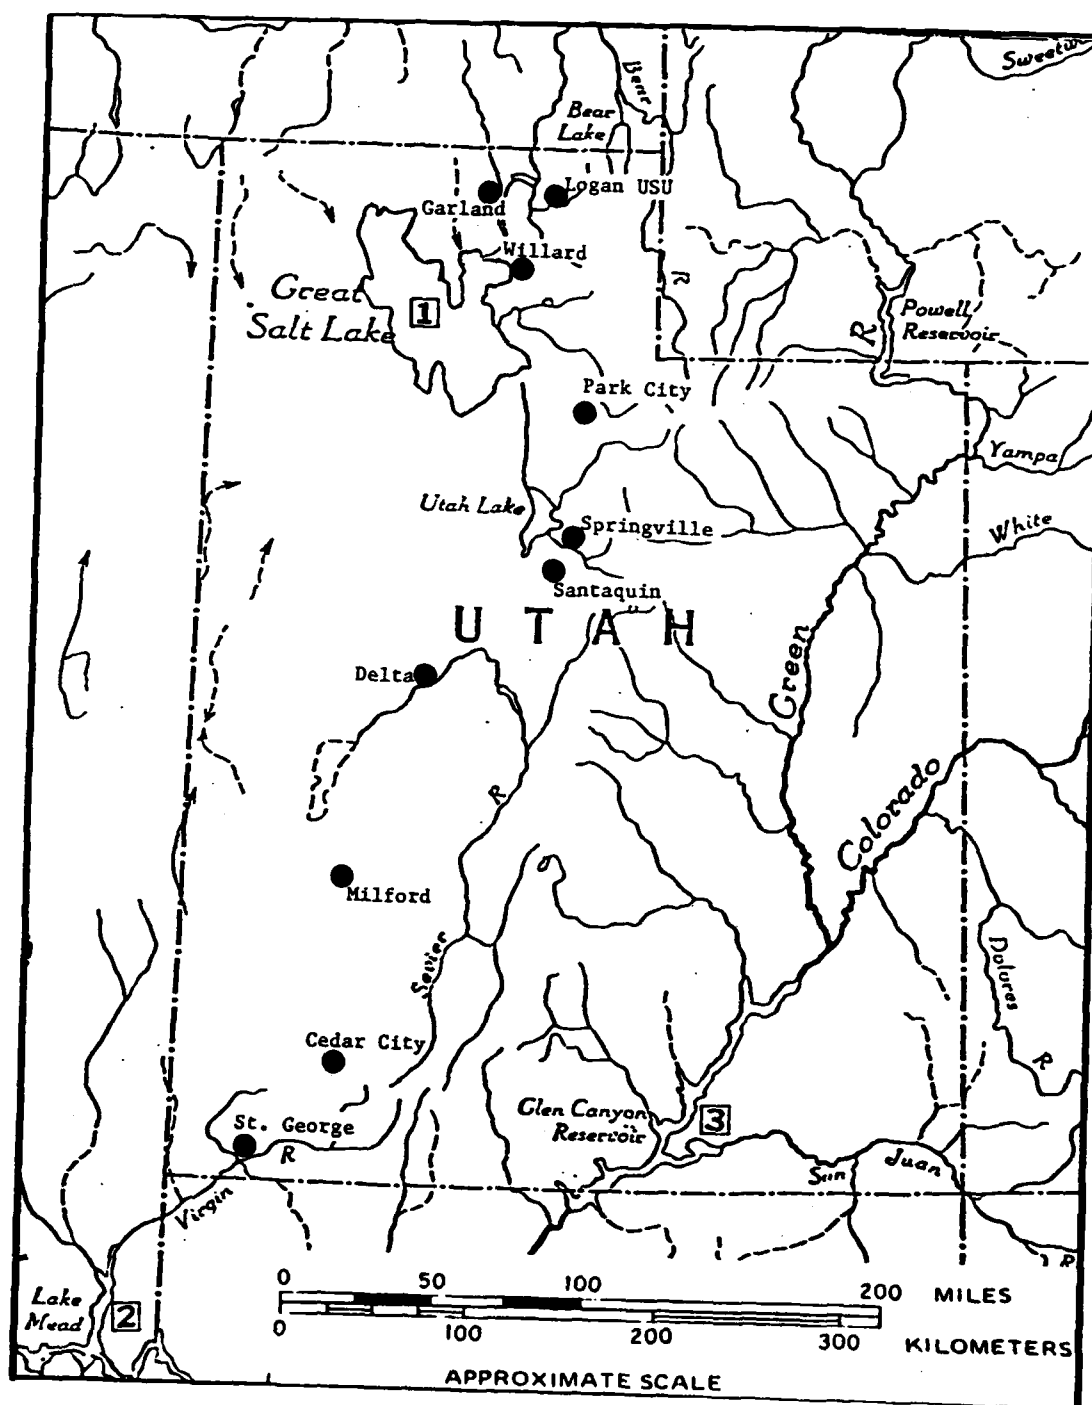 Sweetw
Bear
Bear
Lake
Logan USU
Garland
Willard
R
Great
Salt Lake
1
Powell
Reservoir
R
Park City
Yampa
Utah Lake
Springville
White
Santaquin
UTAH
Green
Delta
Colorado
R
Milford
Sevier
Dolores
R
Cedar City
Glen Canyon
Reservoir
3
St. George
R
San Juan
Virgin
R
Lake
Mead
2
0 50 100 200 MILES
0 100 200 300 KILOMETERS
APPROXIMATE SCALE